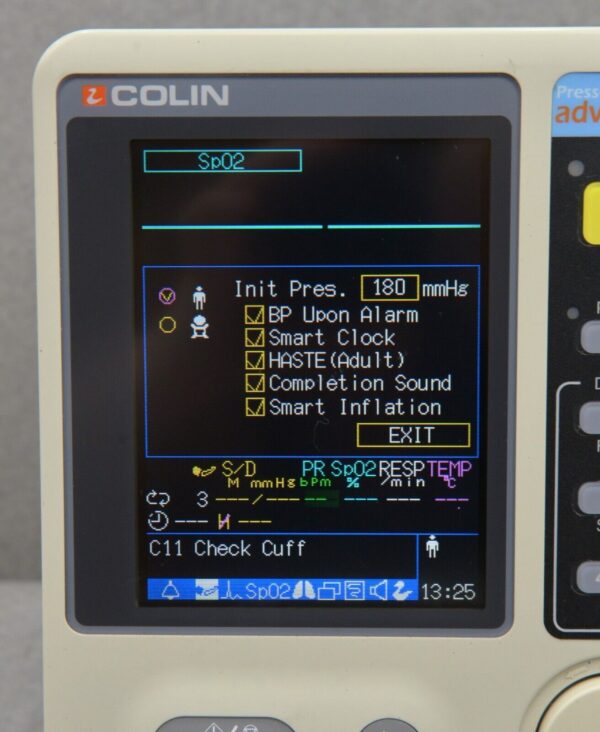 COLIN
Press
adv
SpO2
Init Pres. 180 mmHg
BP Upon Alarm
Smart Clock
HASTE(Adult)
Completion Sound
Smart Inflation
EXIT
S/D PR SpO2 RESP TEMP
M mmHg bPm % /min °C
3 ---/--- -- --- --- ---
--- ---
C11 Check Cuff
SpO2 13:25